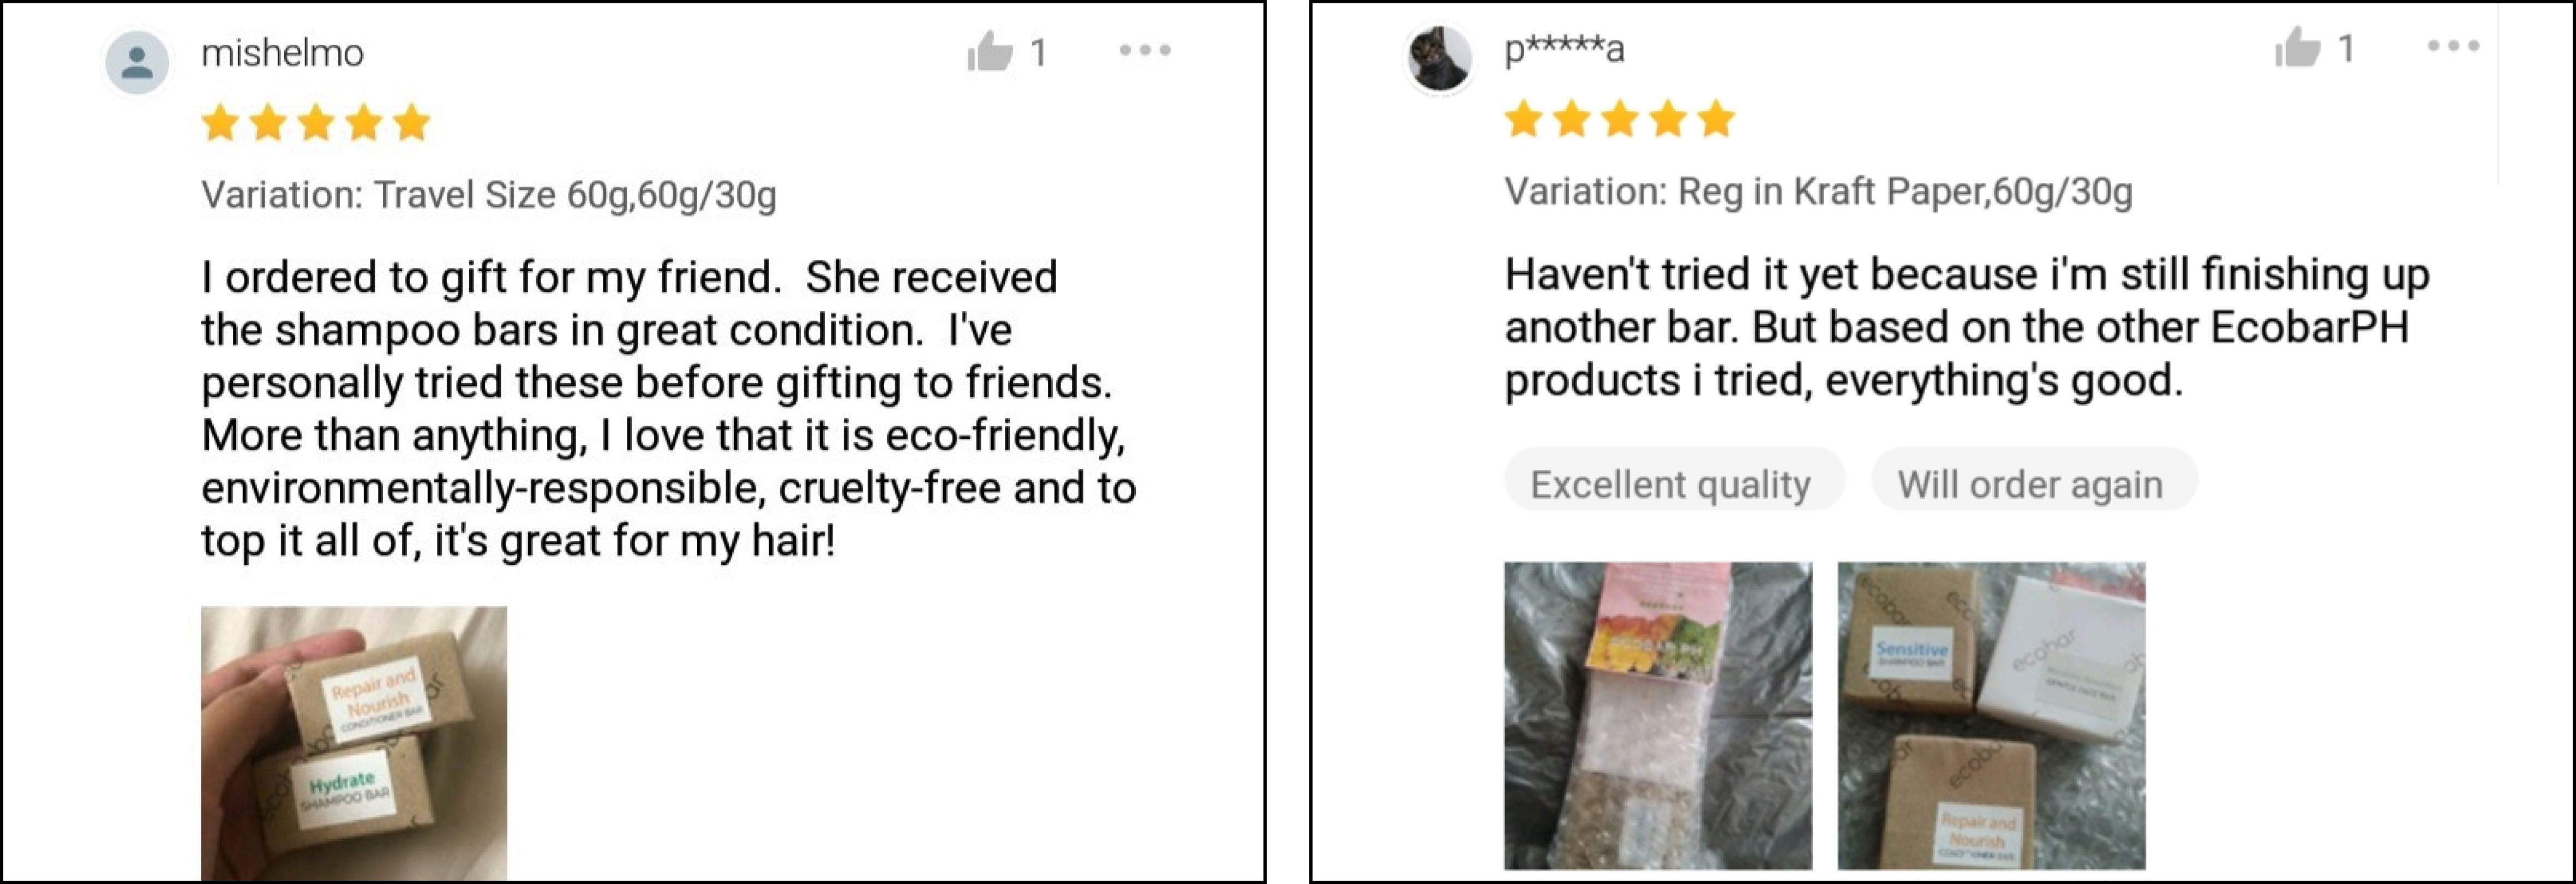 mishelmo
1
Variation: Travel Size 60g,60g/30g
I ordered to gift for my friend.  She received
the shampoo bars in great condition.  I've
personally tried these before gifting to friends.
More than anything, I love that it is eco-friendly,
environmentally-responsible, cruelty-free and to
top it all of, it's great for my hair!
Repair and
Nourish
CONDITIONER BAR
Hydrate
SHAMPOO BAR
p*****a
1
Variation: Reg in Kraft Paper,60g/30g
Haven't tried it yet because i'm still finishing up
another bar. But based on the other EcobarPH
products i tried, everything's good.
Excellent quality
Will order again
ECOBAR PH
ecobar
Sensitive
SHAMPOO BAR
ecobar
GENTLE FACE BAR
ecobar
Repair and
Nourish
CONDITIONER BAR